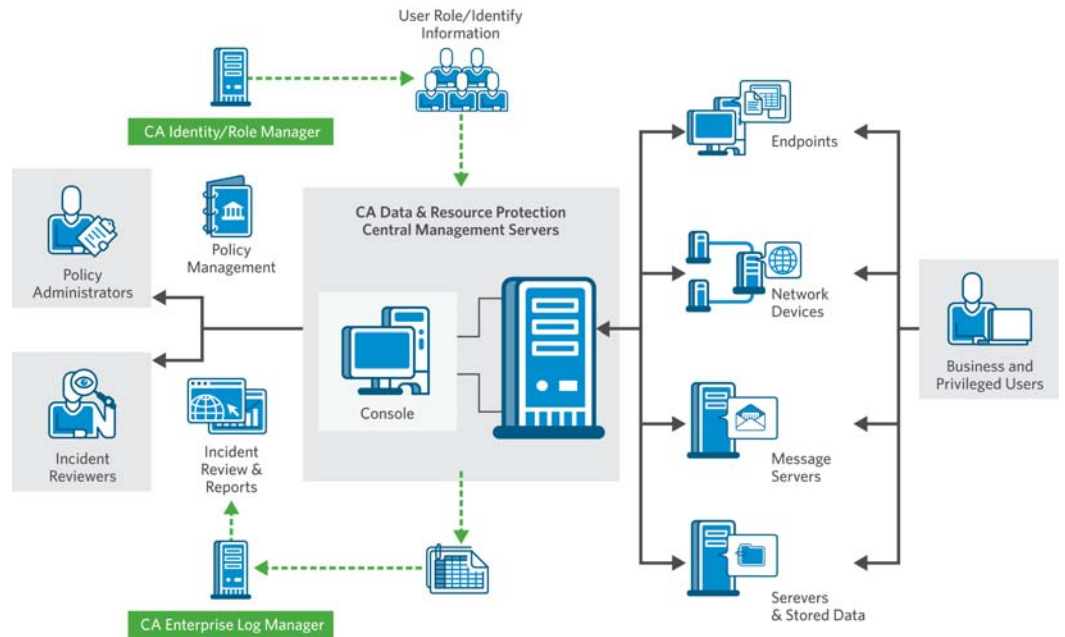 User Role/Identify
Information
CA Identity/Role Manager
Endpoints
CA Data & Resource Protection
Central Management Servers
Policy
Management
Policy
Administrators
Network
Devices
Business and
Privileged Users
Console
Incident
Reviewers
Incident
Review &
Reports
Message
Servers
CA Enterprise Log Manager
Serevers
& Stored Data